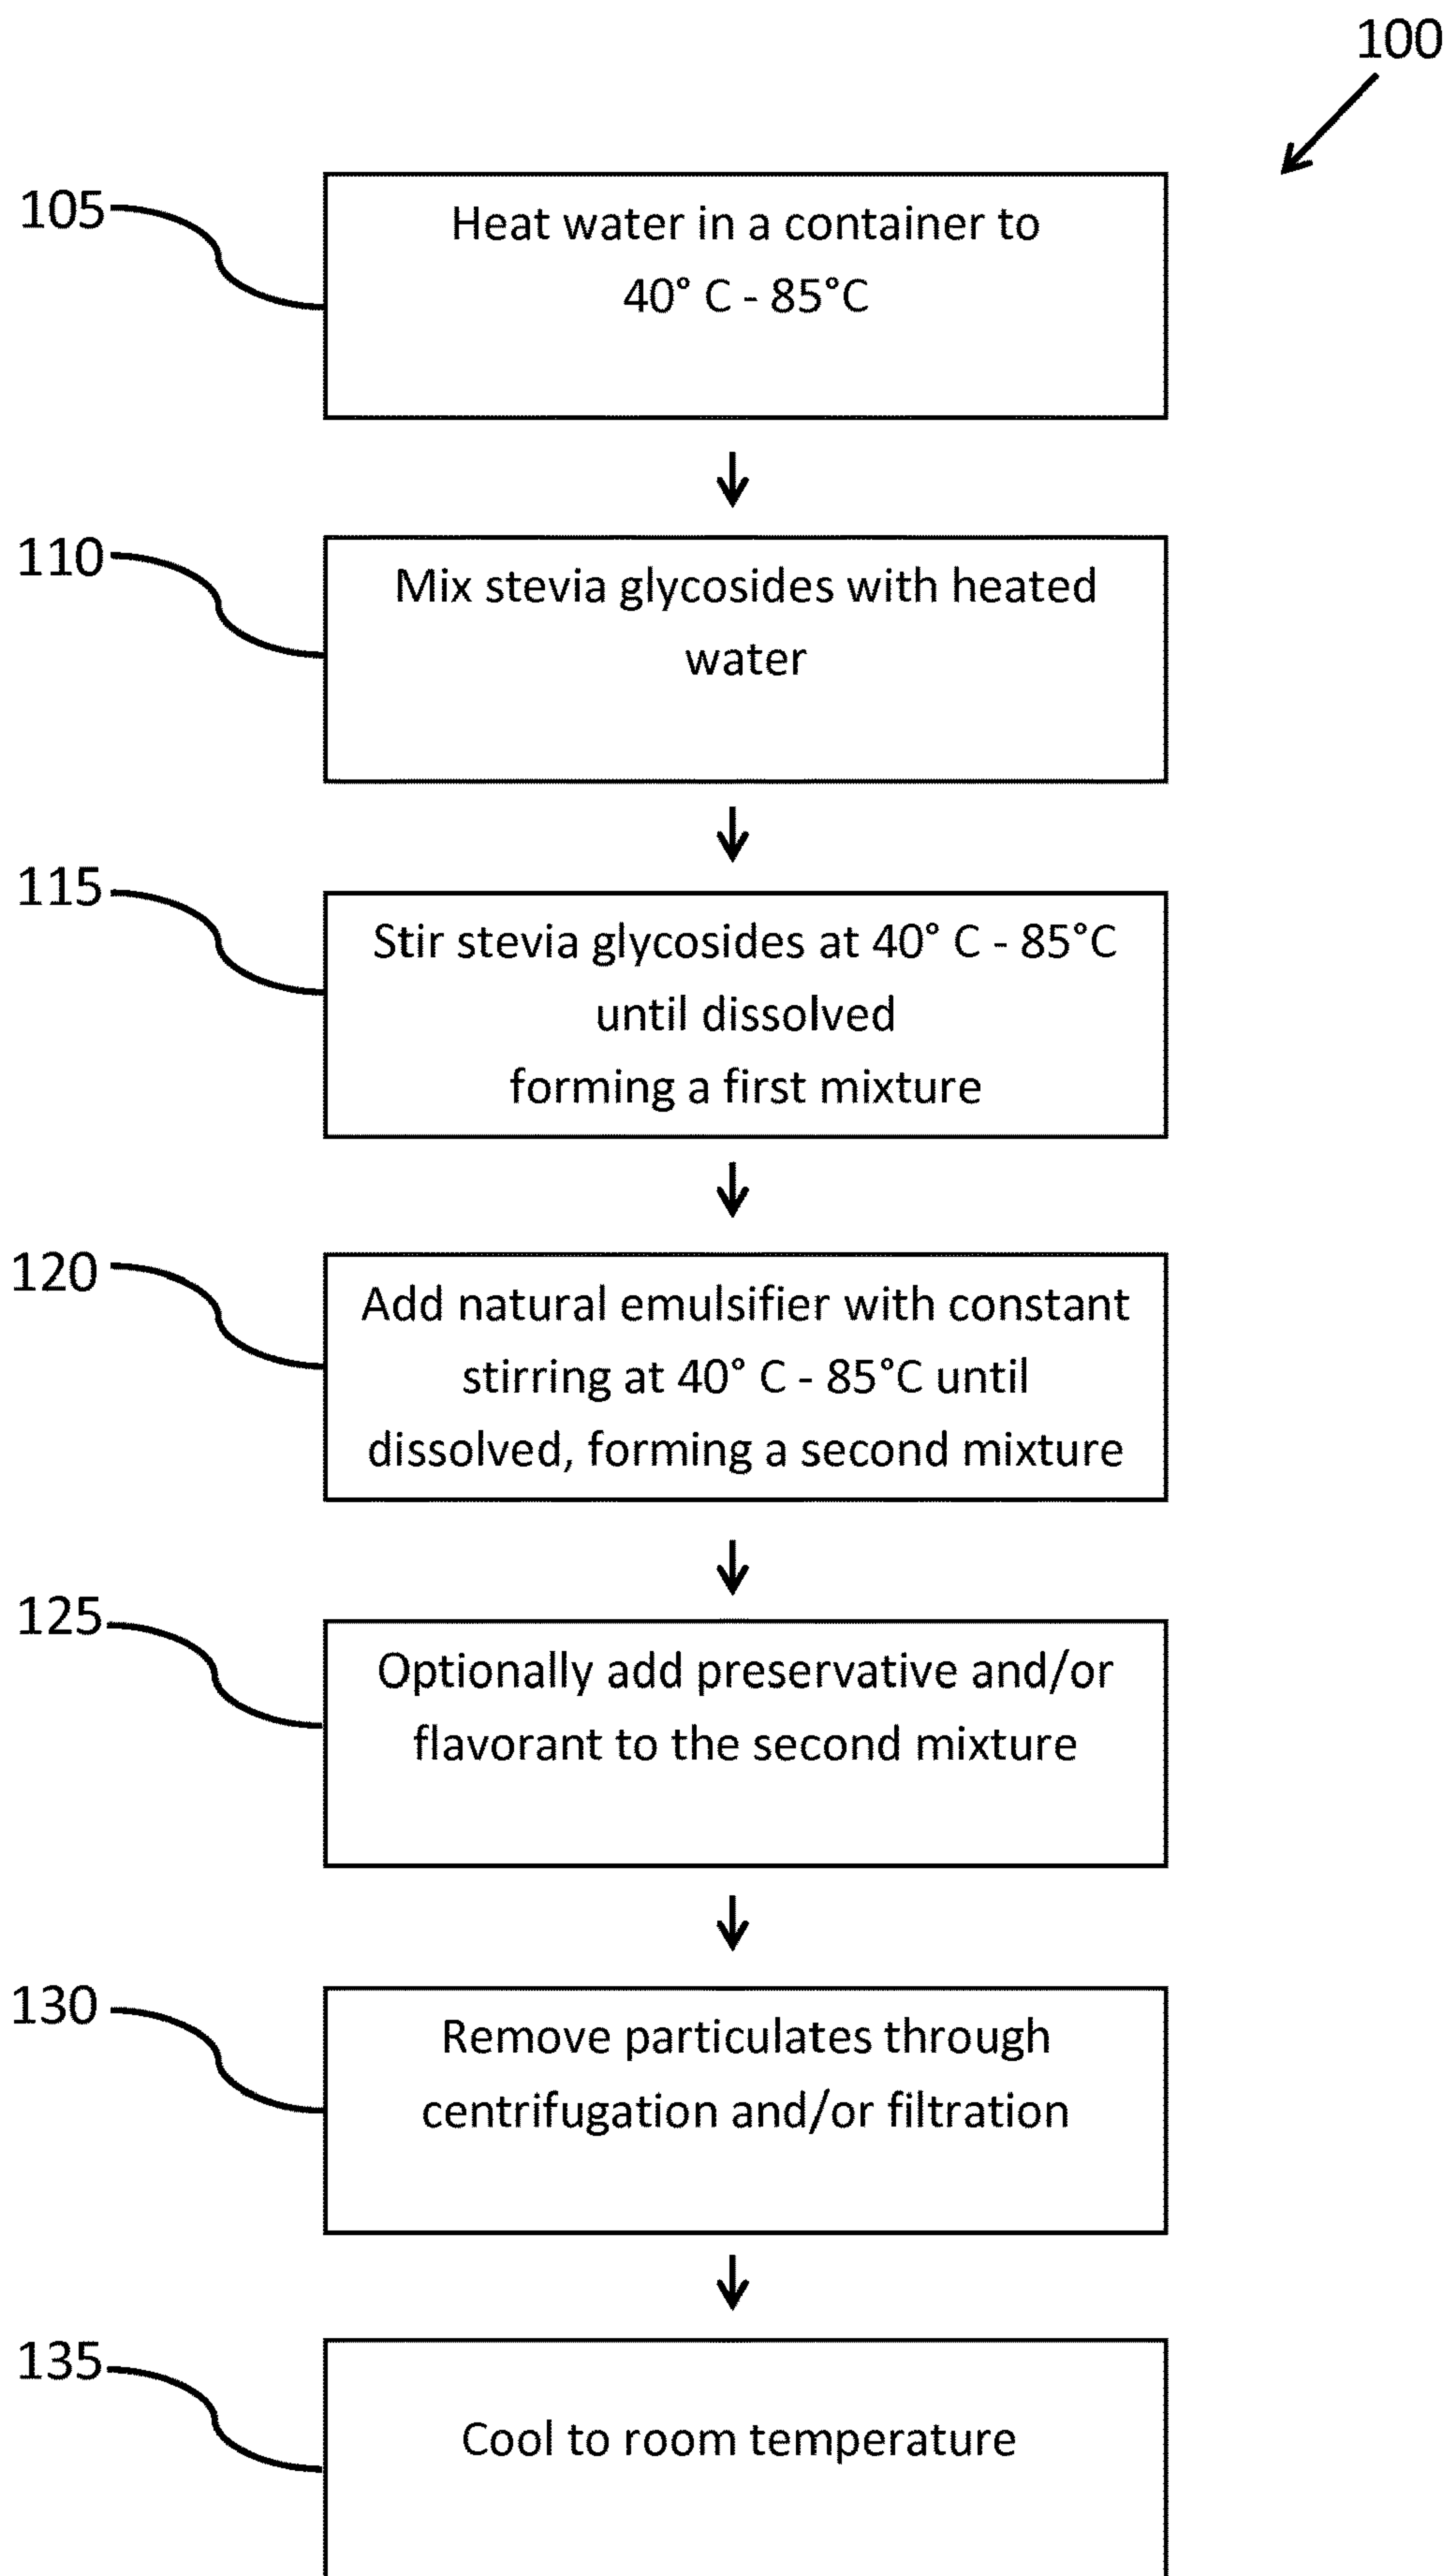 100
105
Heat water in a container to
40° C - 85°C
110
Mix stevia glycosides with heated
water
115
Stir stevia glycosides at 40° C - 85°C
until dissolved
forming a first mixture
120
Add natural emulsifier with constant
stirring at 40° C - 85°C until
dissolved, forming a second mixture
125
Optionally add preservative and/or
flavorant to the second mixture
130
Remove particulates through
centrifugation and/or filtration
135
Cool to room temperature